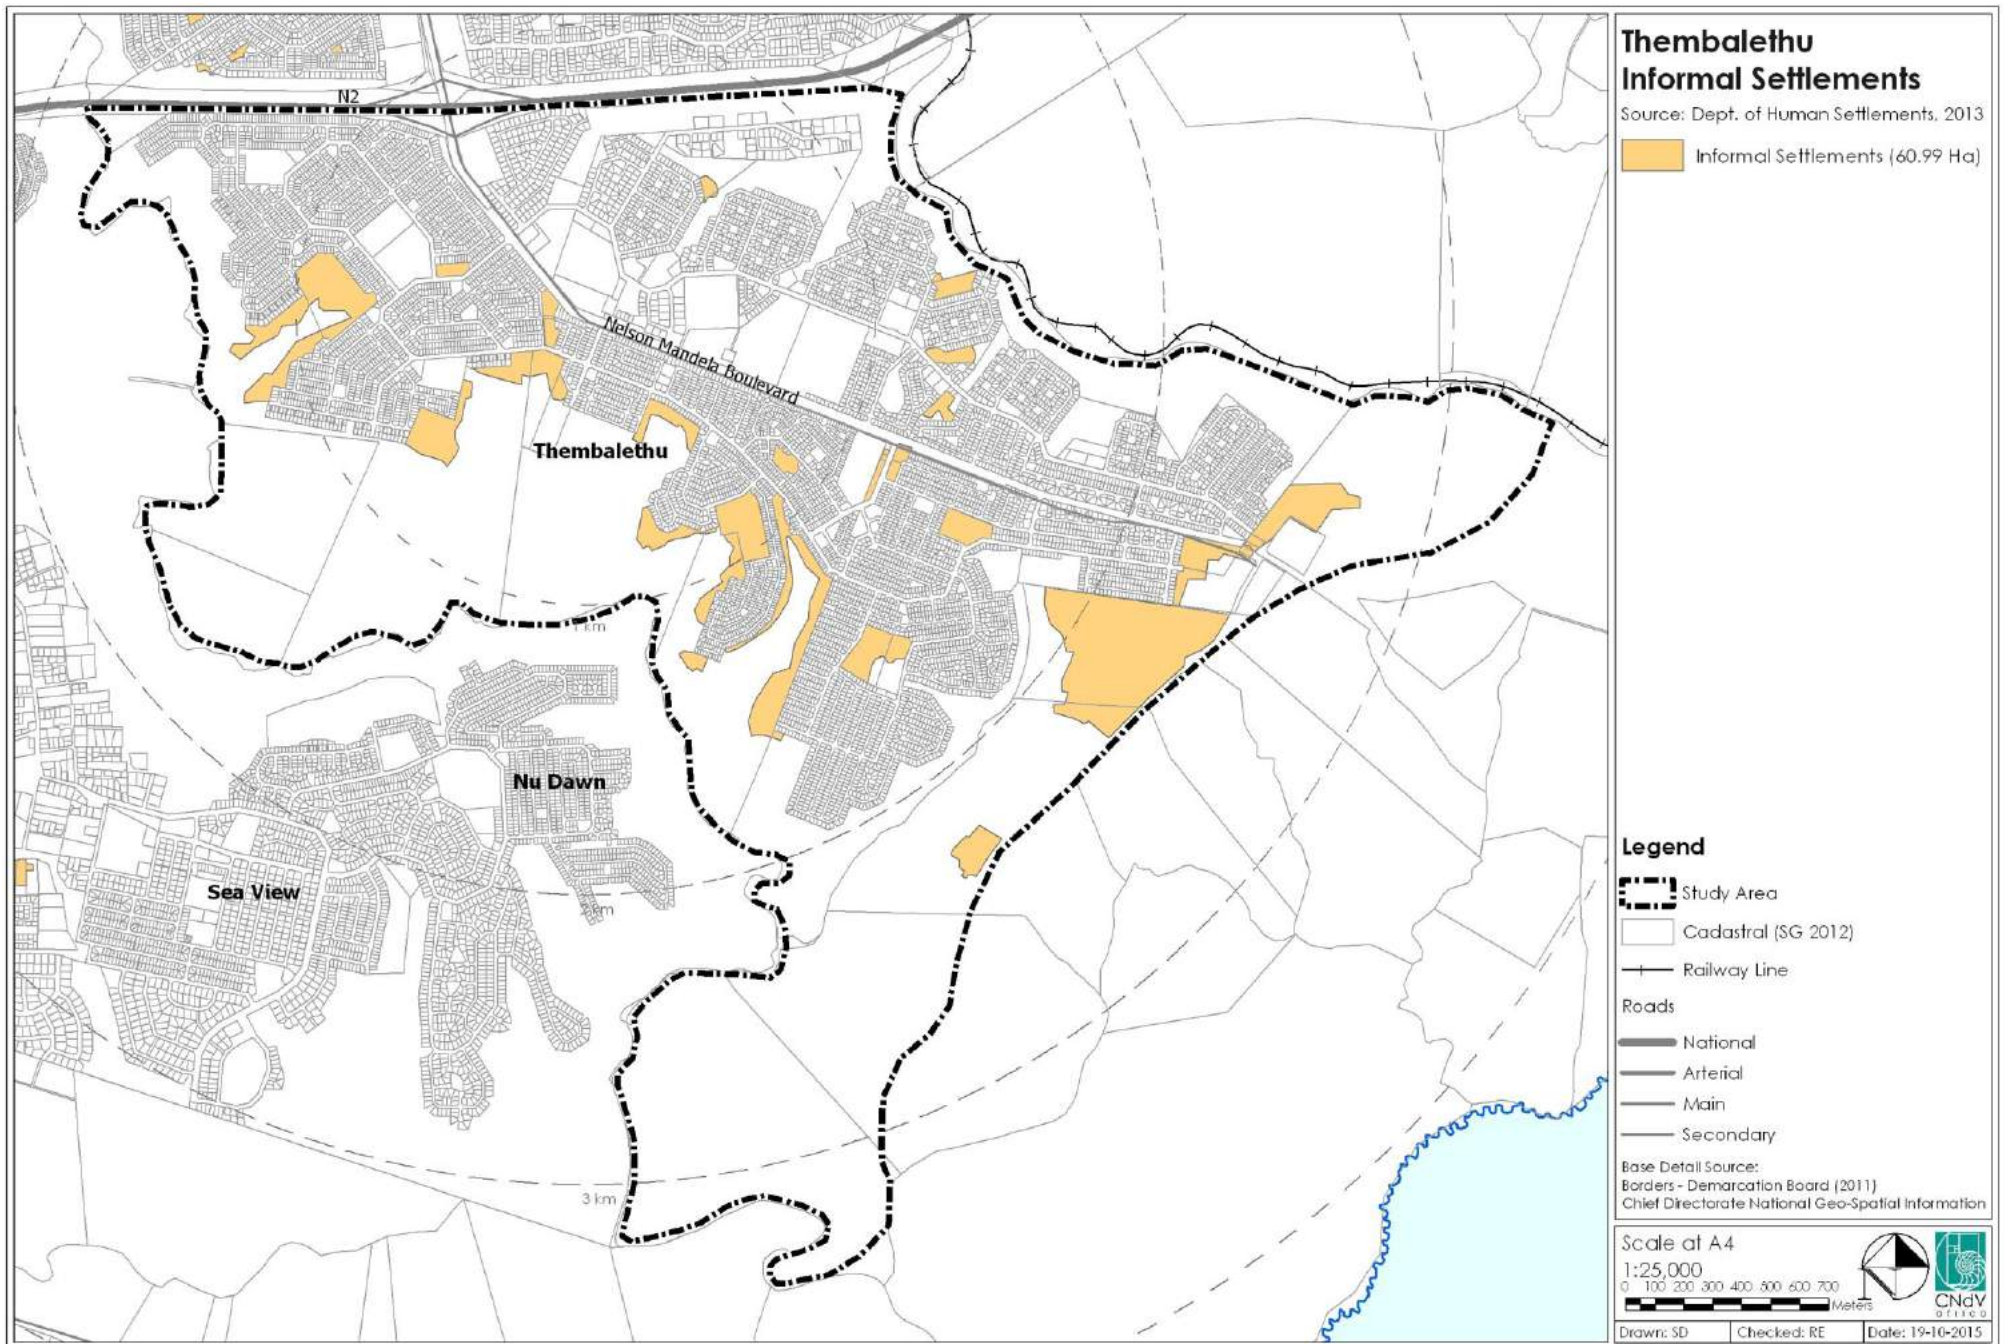 N2
Nelson Mandela Boulevard
Thembalethu
1 km
Nu Dawn
Sea View
2 km
3 km
Thembalethu
Informal Settlements
Source: Dept. of Human Settlements, 2013
Informal Settlements (60.99 Ha)
Legend
Study Area
Cadastral (SG 2012)
Railway Line
Roads
National
Arterial
Main
Secondary
Base Detail Source:
Borders - Demarcation Board (2011)
Chief Directorate National Geo-Spatial Information
Scale at A4
1:25,000
0 100 200 300 400 500 600 700
Meters
CNdV
africa
Drawn: SD Checked: RE Date: 19-10-2015